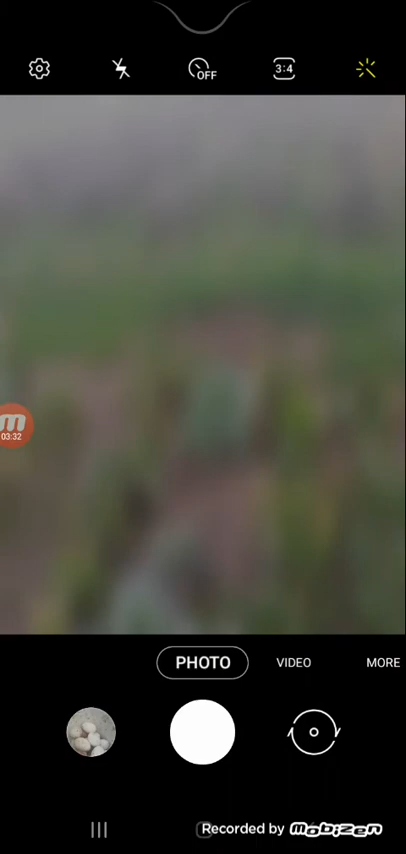 OFF
3:4
m
03:32
PHOTO
VIDEO
MORE
Recorded by Mobizen